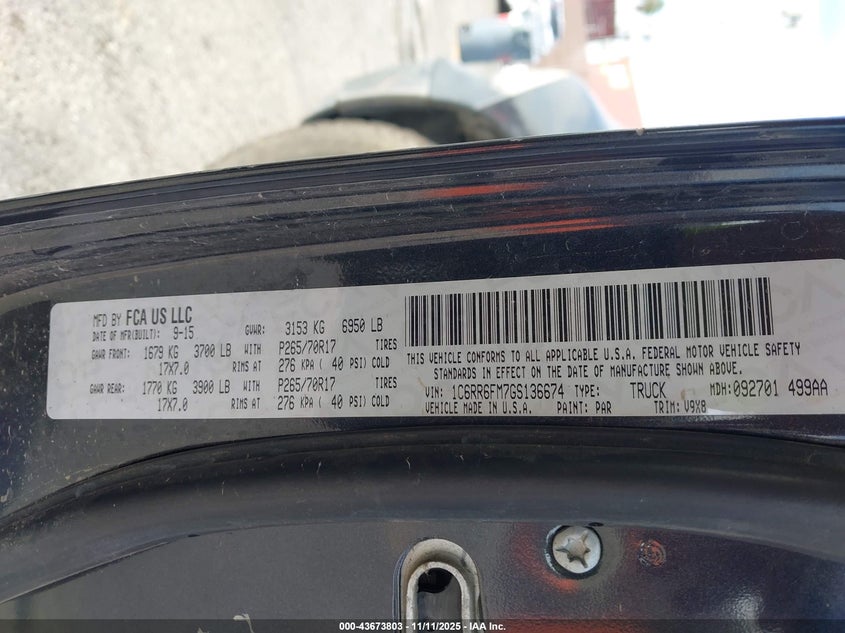 MFD BY FCA US LLC
DATE OF MFR(BUILT): 9-15 GVWR: 3153 KG 6950 LB
GAWR FRONT: 1679 KG 3700 LB WITH P265/70R17 TIRES
17X7.0 RIMS AT 276 KPA ( 40 PSI) COLD
GAWR REAR: 1770 KG 3900 LB WITH P265/70R17 TIRES
17X7.0 RIMS AT 276 KPA ( 40 PSI) COLD
THIS VEHICLE CONFORMS TO ALL APPLICABLE U.S.A. FEDERAL MOTOR VEHICLE SAFETY
STANDARDS IN EFFECT ON THE DATE OF MANUFACTURE SHOWN ABOVE.
VIN: 1C6RR6FM7GS136674 TYPE: TRUCK MDH:092701 499AA
VEHICLE MADE IN U.S.A. PAINT: PAR TRIM: V9X8
000-43673803 - 11/11/2025 - IAA Inc.